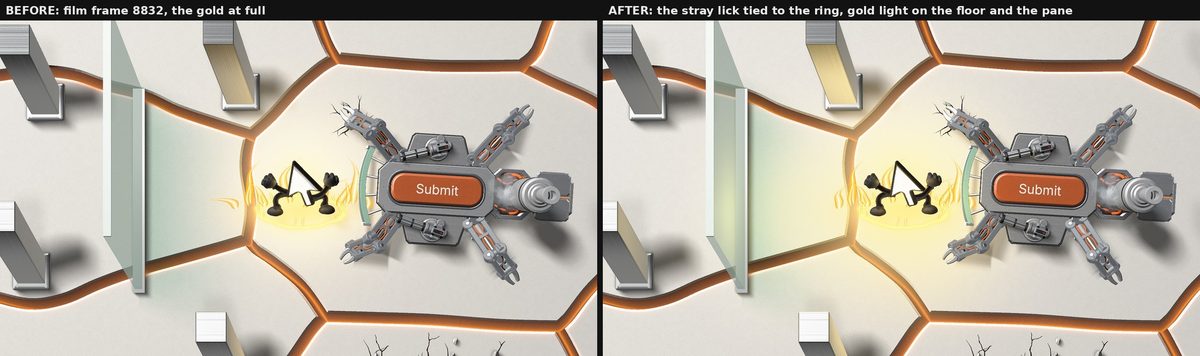 BEFORE: film frame 8832, the gold at full
AFTER: the stray lick tied to the ring, gold light on the floor and the pane
Submit
Submit